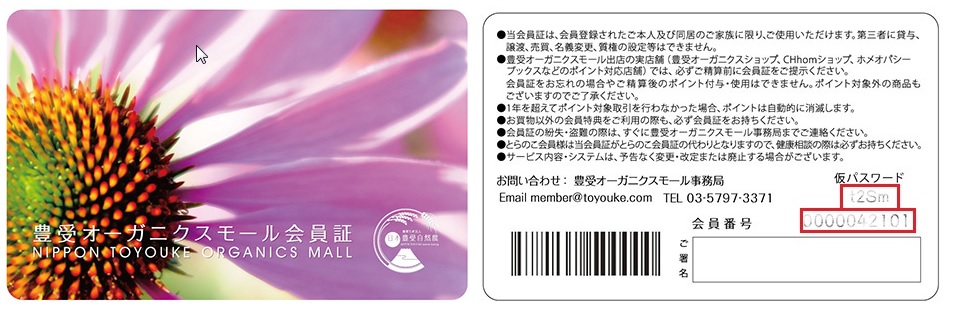 豊受オーガニクスモール会員証
NIPPON TOYOUKE ORGANICS MALL
●当会員証は、会員登録されたご本人及び同居のご家族に限り、ご使用いただけます。第三者に貸与、
譲渡、売買、名義変更、質権の設定等はできません。
●豊受オーガニクスモール出店の実店舗（豊受オーガニクスショップ、CHhomショップ、ホメオパシー
ブックスなどのポイント対応店舗）では、必ずご精算前に会員証をご提示ください。
会員証をお忘れの場合やご精算後のポイント付与・使用はできません。ポイント対象外の商品も
ございますのでご了承ください。
●1年を超えてポイント対象取引を行わなかった場合、ポイントは自動的に消滅します。
●お買物以外の会員特典をご利用の際も、必ず会員証をお持ちください。
●会員証の紛失・盗難の際は、すぐに豊受オーガニクスモール事務局までご連絡ください。
●とらのこ会員様は当会員証がとらのこ会員証の代わりとなりますので、健康相談の際は必ずお持ちください。
●サービス内容・システムは、予告なく変更・改定または廃止する場合がございます。
お問い合わせ： 豊受オーガニクスモール事務局
Email member@toyouke.com TEL 03-5797-3371
仮パスワード
t2Sm
会員番号
0000042101
ご署名